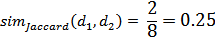 sim_Jaccard(d₁, d₂) = 2/8 = 0.25